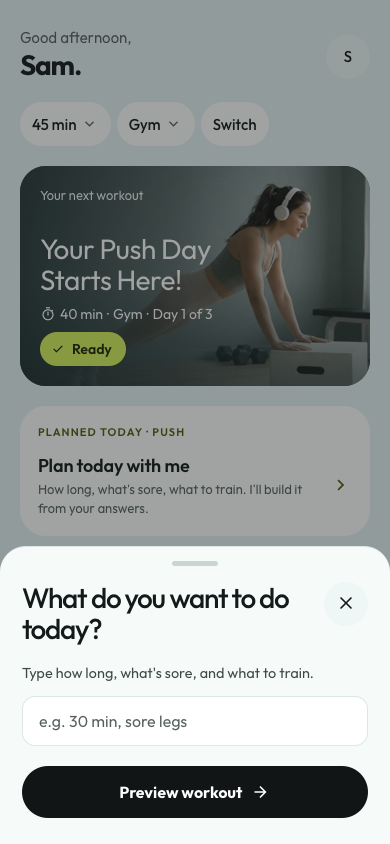 Good afternoon,
Sam.
S
45 min
Gym
Switch
Your next workout
Your Push Day
Starts Here!
40 min · Gym · Day 1 of 3
Ready
PLANNED TODAY · PUSH
Plan today with me
How long, what's sore, what to train. I'll build it
from your answers.
What do you want to do
today?
Type how long, what's sore, and what to train.
e.g. 30 min, sore legs
Preview workout